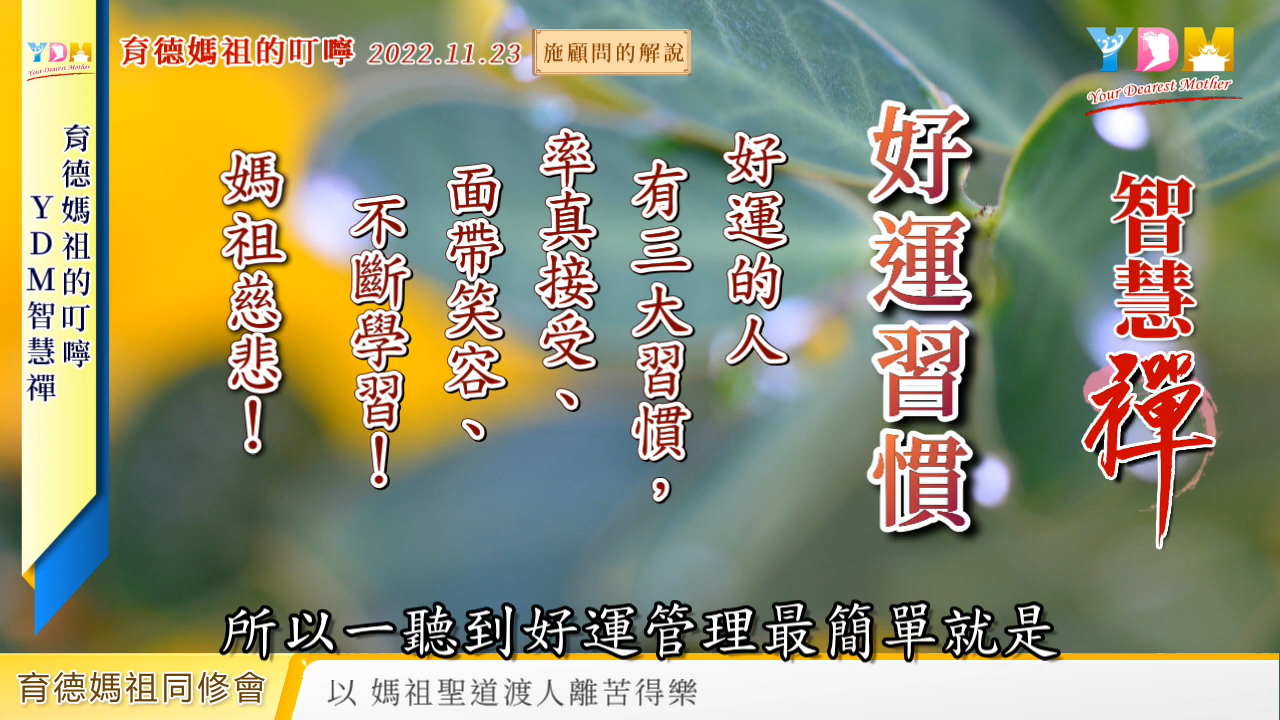 育德媽祖的叮嚀 2022.11.23 施顧問的解說
YDM
Your Dearest Mother
YDM
Your Dearest Mother
智慧禪
好運習慣
好運的人
有三大習慣，
率真接受、
面帶笑容、
不斷學習！
媽祖慈悲！
育德媽祖的叮嚀
YDM智慧禪
所以一聽到好運管理最簡單就是
育德媽祖同修會
以 媽祖聖道渡人離苦得樂